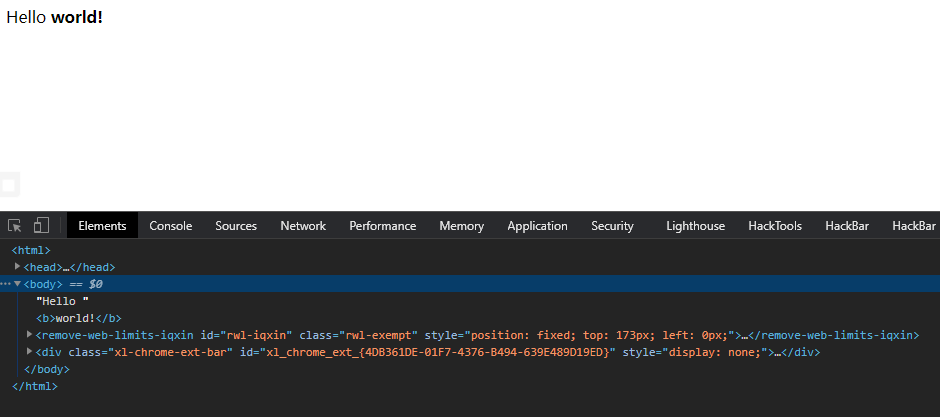 Hello world!
Elements Console Sources Network Performance Memory Application Security Lighthouse HackTools HackBar HackBar
<html>
<head>…</head>
<body> == $0
"Hello "
<b>world!</b>
<remove-web-limits-iqxin id="rwl-iqxin" class="rwl-exempt" style="position: fixed; top: 173px; left: 0px;">…</remove-web-limits-iqxin>
<div class="xl-chrome-ext-bar" id="xl_chrome_ext_{4DB361DE-01F7-4376-B494-639E489D19ED}" style="display: none;">…</div>
</body>
</html>